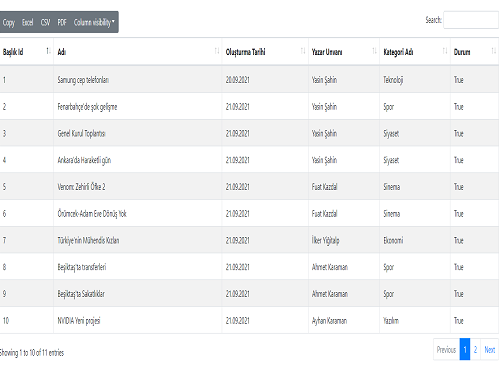 Copy Excel CSV PDF Column visibility
Search:
Başlık Id Adı Oluşturma Tarihi Yazar Unvanı Kategori Adı Durum
1 Samung cep telefonları 20.09.2021 Yasin Şahin Teknoloji True
2 Fenarbahçe'de şok gelişme 21.09.2021 Yasin Şahin Spor True
3 Genel Kurul Toplantısı 21.09.2021 Yasin Şahin Siyaset True
4 Ankara'da Haraketli gün 21.09.2021 Yasin Şahin Siyaset True
5 Venom: Zehirli Öfke 2 21.09.2021 Fuat Kazdal Sinema True
6 Örümcek-Adam Eve Dönüş Yok 21.09.2021 Fuat Kazdal Sinema True
7 Türkiye'nin Mühendis Kızları 21.09.2021 İlker Yiğitalp Ekonomi True
8 Beşiktaş'ta transferleri 21.09.2021 Ahmet Karaman Spor True
9 Beşiktaş'ta Sakatlıklar 21.09.2021 Ahmet Karaman Spor True
10 NVIDIA Yeni projesi 21.09.2021 Ayhan Karaman Yazılım True
Showing 1 to 10 of 11 entries
Previous 1 2 Next